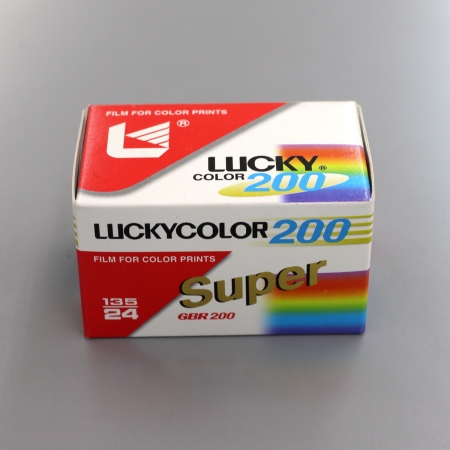 FILM FOR COLOR PRINTS
®
LUCKY®
COLOR 200
LUCKYCOLOR 200
FILM FOR COLOR PRINTS
Super
135
24
GBR 200